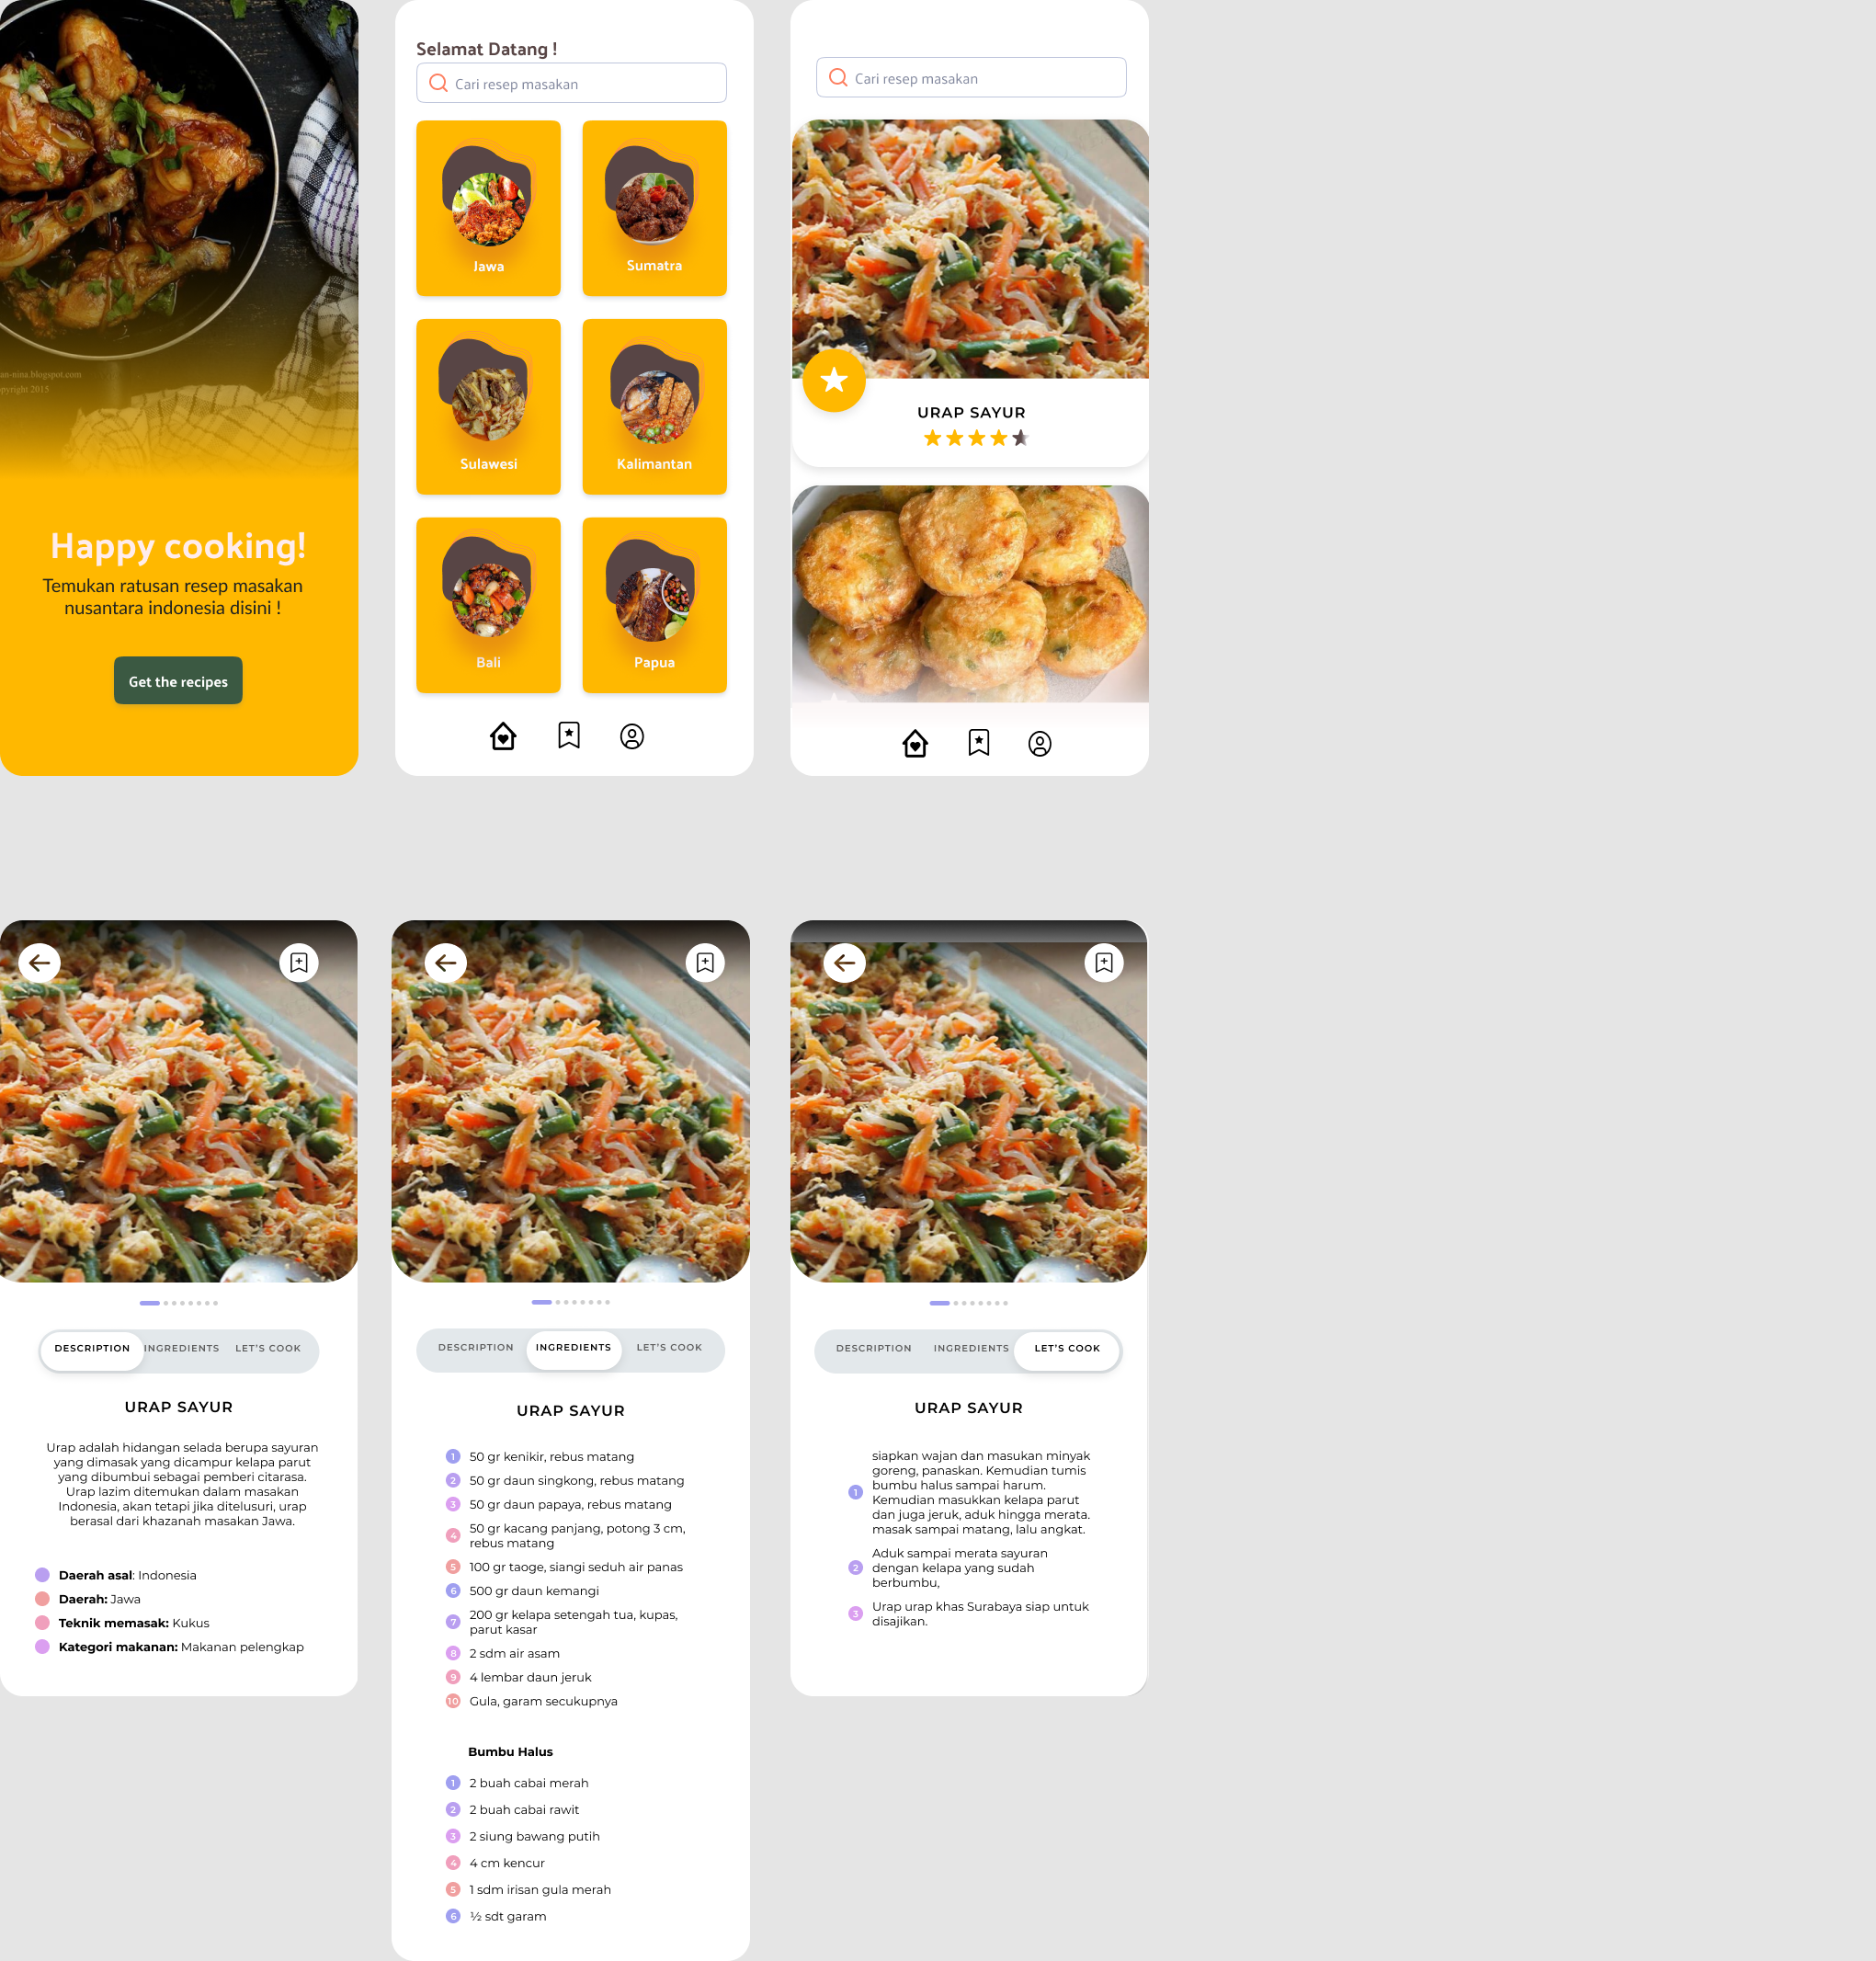 an-nina.blogspot.com
opyright 2015
Happy cooking!
Temukan ratusan resep masakan
nusantara indonesia disini !
Get the recipes
Selamat Datang !
Cari resep masakan
Jawa
Sumatra
Sulawesi
Kalimantan
Bali
Papua
Cari resep masakan
URAP SAYUR
DESCRIPTION INGREDIENTS LET'S COOK
URAP SAYUR
Urap adalah hidangan selada berupa sayuran
yang dimasak yang dicampur kelapa parut
yang dibumbui sebagai pemberi citarasa.
Urap lazim ditemukan dalam masakan
Indonesia, akan tetapi jika ditelusuri, urap
berasal dari khazanah masakan Jawa.
Daerah asal: Indonesia
Daerah: Jawa
Teknik memasak: Kukus
Kategori makanan: Makanan pelengkap
DESCRIPTION INGREDIENTS LET'S COOK
URAP SAYUR
1 50 gr kenikir, rebus matang
2 50 gr daun singkong, rebus matang
3 50 gr daun papaya, rebus matang
4 50 gr kacang panjang, potong 3 cm,
rebus matang
5 100 gr taoge, siangi seduh air panas
6 500 gr daun kemangi
7 200 gr kelapa setengah tua, kupas,
parut kasar
8 2 sdm air asam
9 4 lembar daun jeruk
10 Gula, garam secukupnya
Bumbu Halus
1 2 buah cabai merah
2 2 buah cabai rawit
3 2 siung bawang putih
4 4 cm kencur
5 1 sdm irisan gula merah
6 ½ sdt garam
DESCRIPTION INGREDIENTS LET'S COOK
URAP SAYUR
1 siapkan wajan dan masukan minyak
goreng, panaskan. Kemudian tumis
bumbu halus sampai harum.
Kemudian masukkan kelapa parut
dan juga jeruk, aduk hingga merata.
masak sampai matang, lalu angkat.
2 Aduk sampai merata sayuran
dengan kelapa yang sudah
berbumbu,
3 Urap urap khas Surabaya siap untuk
disajikan.